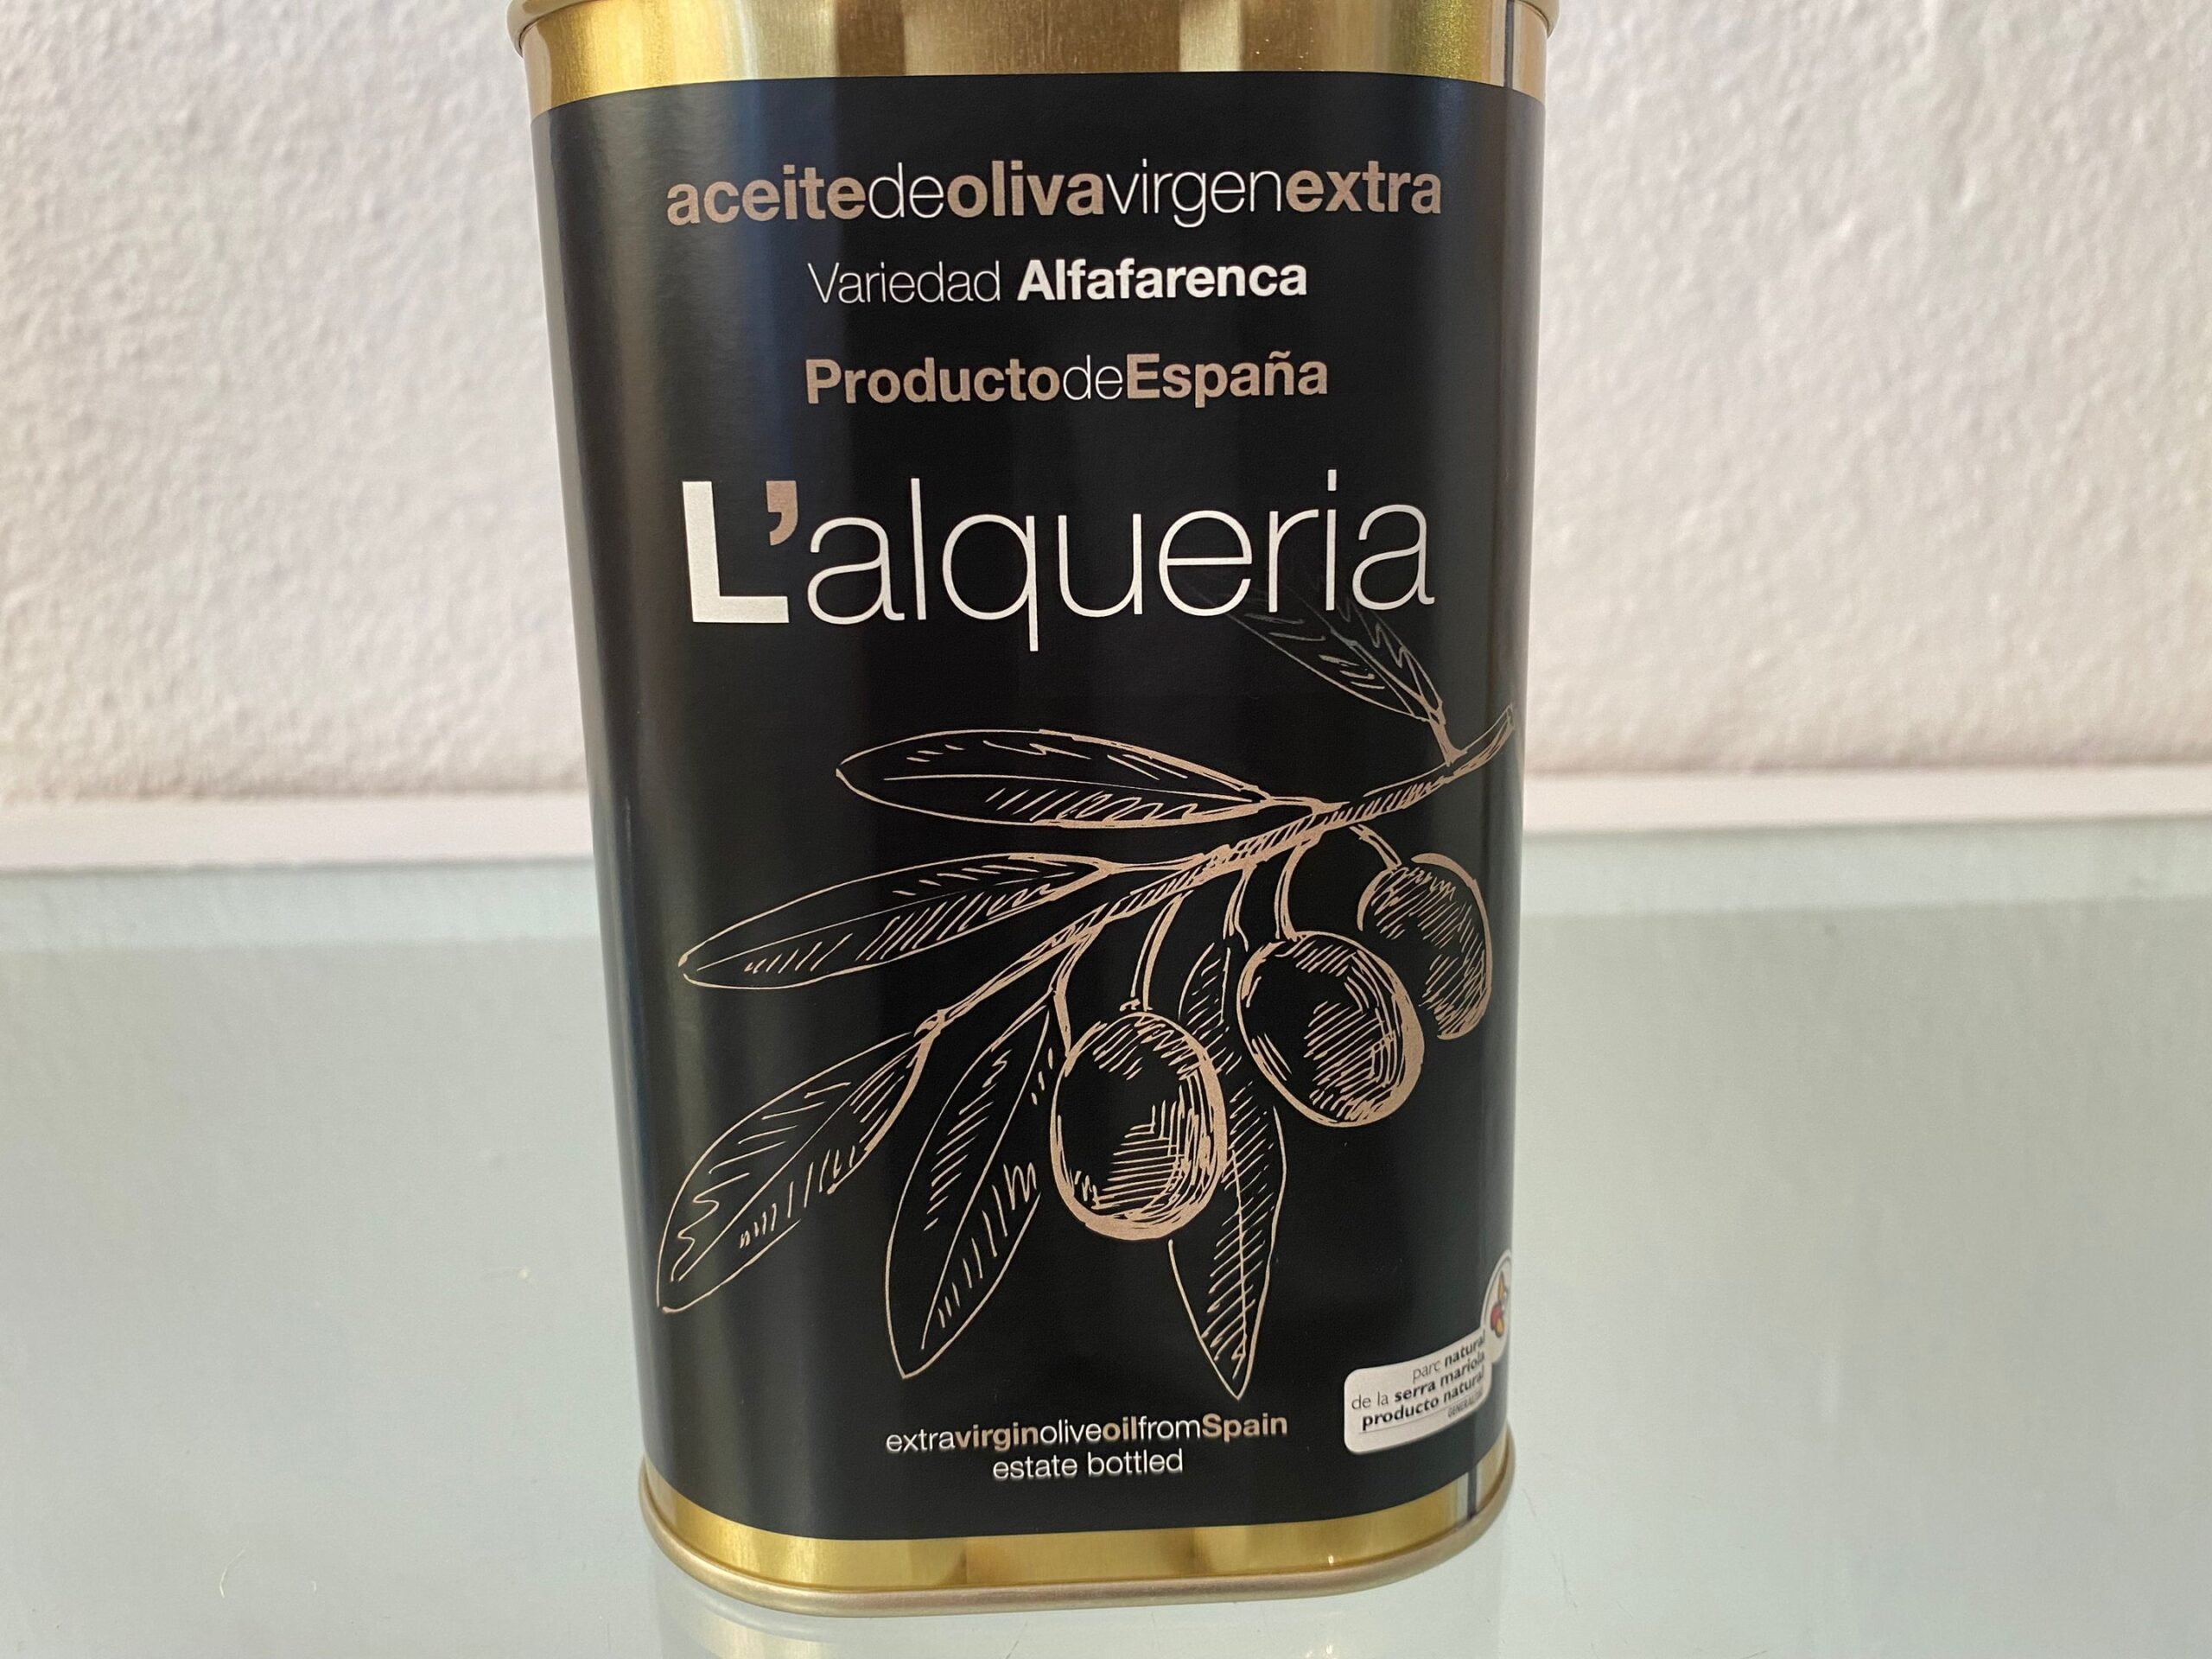 aceitedeolivavirgenextra
Variedad Alfafarenca
ProductodeEspaña
L'alqueria
extravirginoliveoilfromSpain
estate bottled
parc natural
de la serra mariola
producto natural